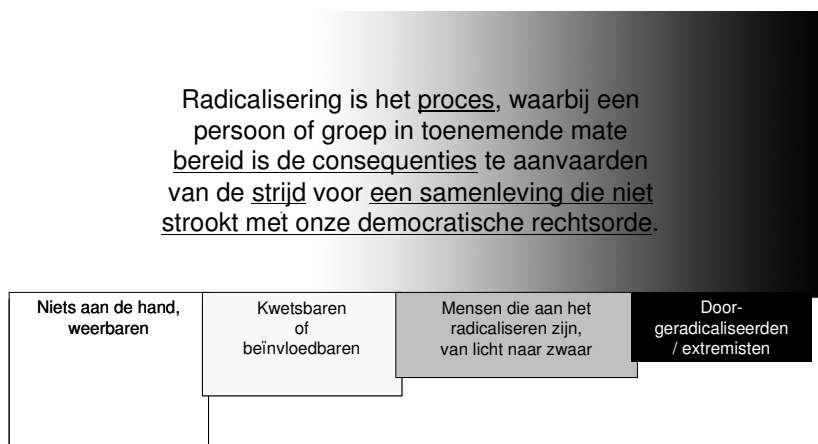 Radicalisering is het proces, waarbij een
persoon of groep in toenemende mate
bereid is de consequenties te aanvaarden
van de strijd voor een samenleving die niet
strookt met onze democratische rechtsorde.
Niets aan de hand,
weerbaren
Kwetsbaren
of
beïnvloedbaren
Mensen die aan het
radicaliseren zijn,
van licht naar zwaar
Door-
geradicaliseerden
/ extremisten